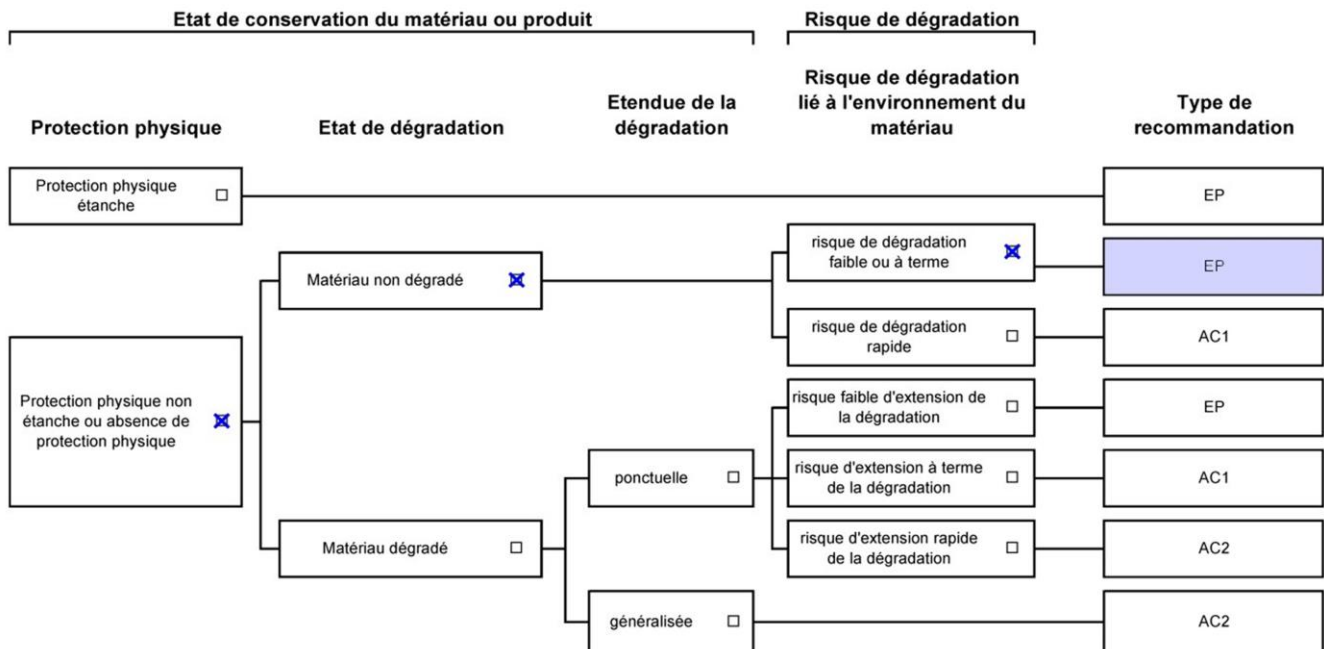 Etat de conservation du matériau ou produit
Risque de dégradation
Protection physique
Etat de dégradation
Etendue de la
dégradation
Risque de dégradation
lié à l'environnement du
matériau
Type de
recommandation
Protection physique
étanche
EP
risque de dégradation
faible ou à terme
EP
Matériau non dégradé
risque de dégradation
rapide
AC1
Protection physique non
étanche ou absence de
protection physique
risque faible d'extension de
la dégradation
EP
ponctuelle
risque d'extension à terme
de la dégradation
AC1
Matériau dégradé
risque d'extension rapide
de la dégradation
AC2
généralisée
AC2